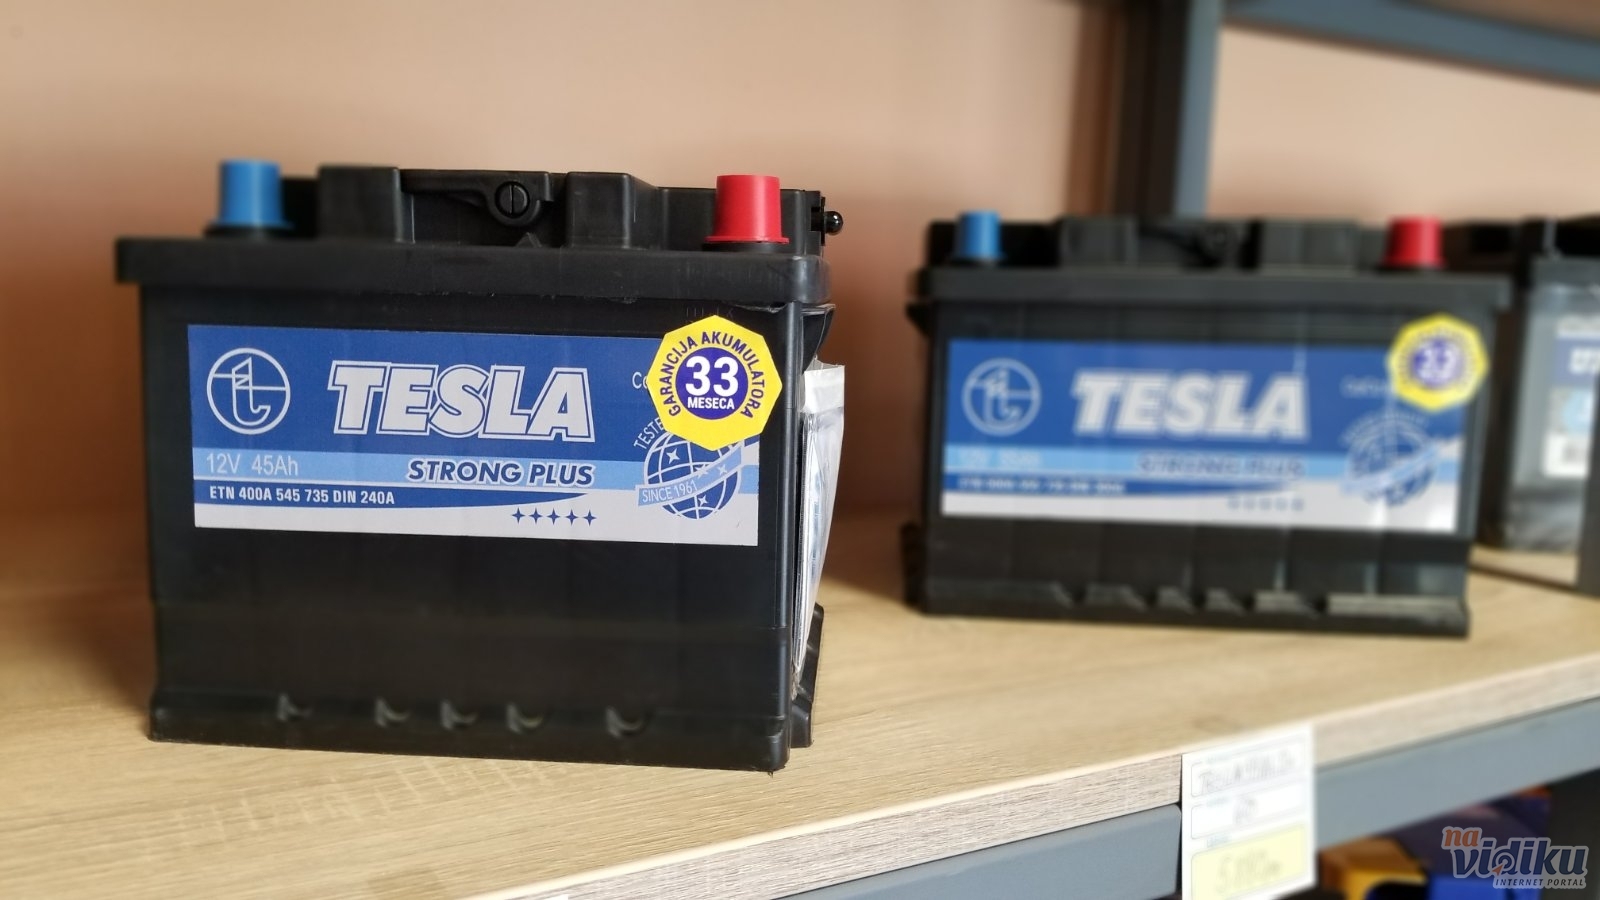 TESLA
GARANCIJA AKUMULATORA
33
MESECA
12V 45Ah
STRONG PLUS
ETN 400A 545 735 DIN 240A
SINCE 1961
TESLA
33
STRONG PLUS
na
vidiku
INTERNET PORTAL